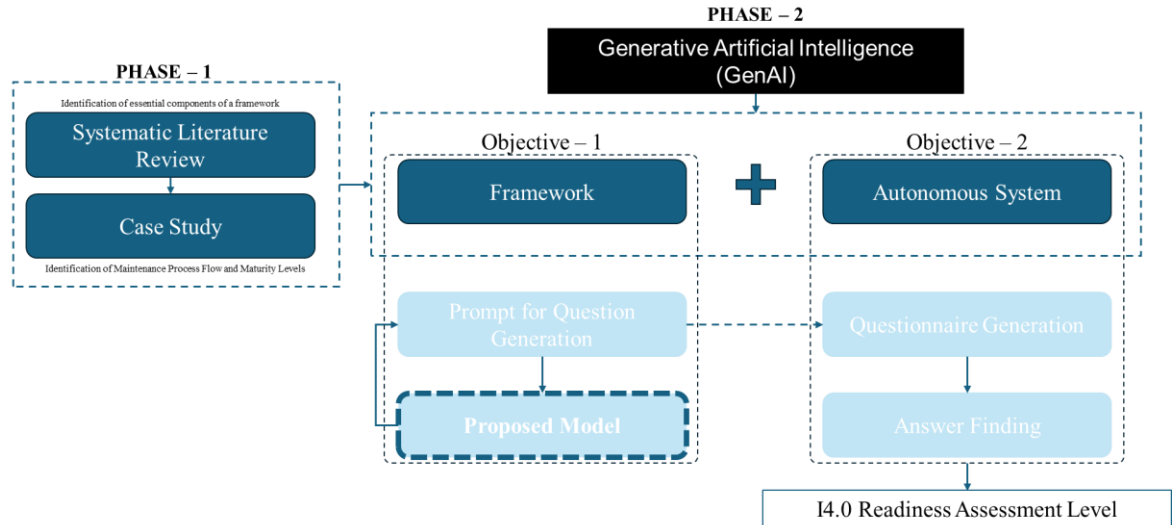 PHASE – 1
Identification of essential components of a framework
Systematic Literature
Review
Case Study
Identification of Maintenance Process Flow and Maturity Levels
PHASE – 2
Generative Artificial Intelligence
(GenAI)
Objective – 1
Framework
Prompt for Question
Generation
Proposed Model
Objective – 2
Autonomous System
Questionnaire Generation
Answer Finding
I4.0 Readiness Assessment Level